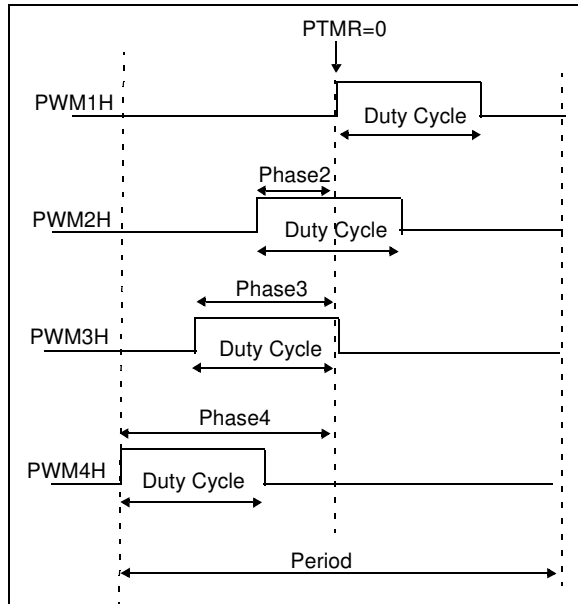 PTMR=0
PWM1H
Duty Cycle
Phase2
PWM2H
Duty Cycle
Phase3
PWM3H
Duty Cycle
Phase4
PWM4H
Duty Cycle
Period